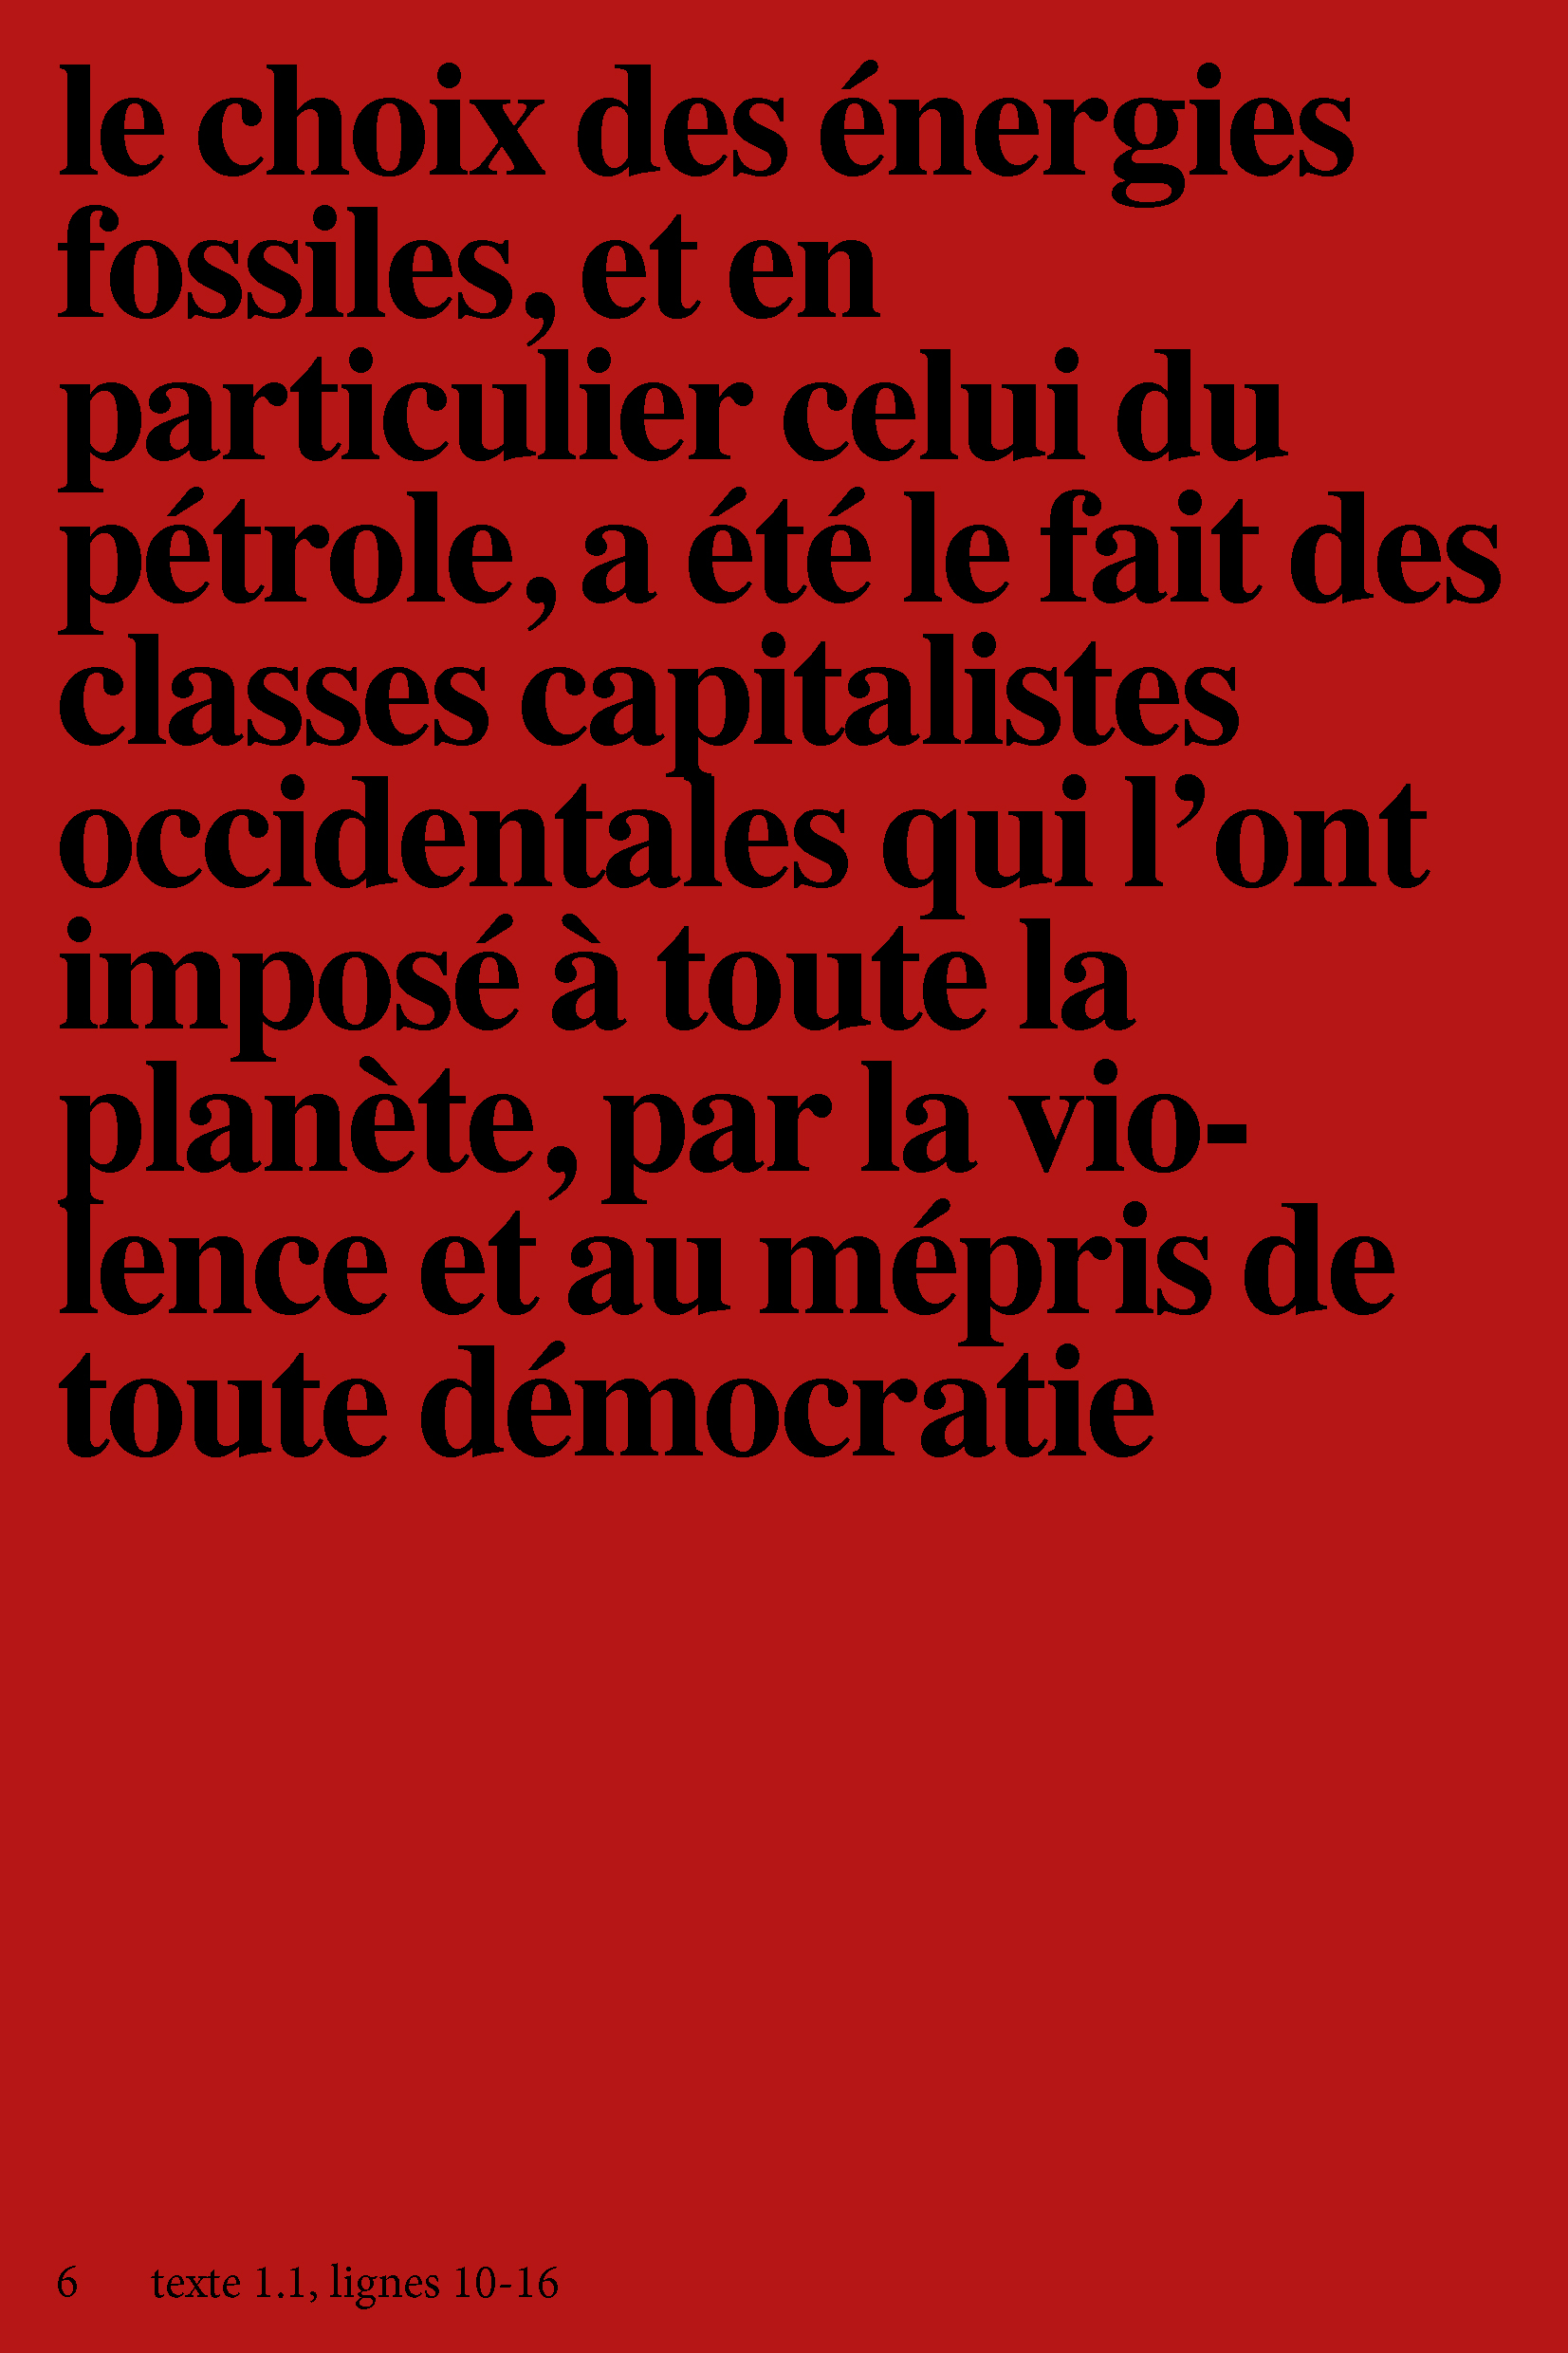 le choix des énergies
fossiles, et en
particulier celui du
pétrole, a été le fait des
classes capitalistes
occidentales qui l’ont
imposé à toute la
planète, par la vio-
lence et au mépris de
toute démocratie
6 texte 1.1, lignes 10-16